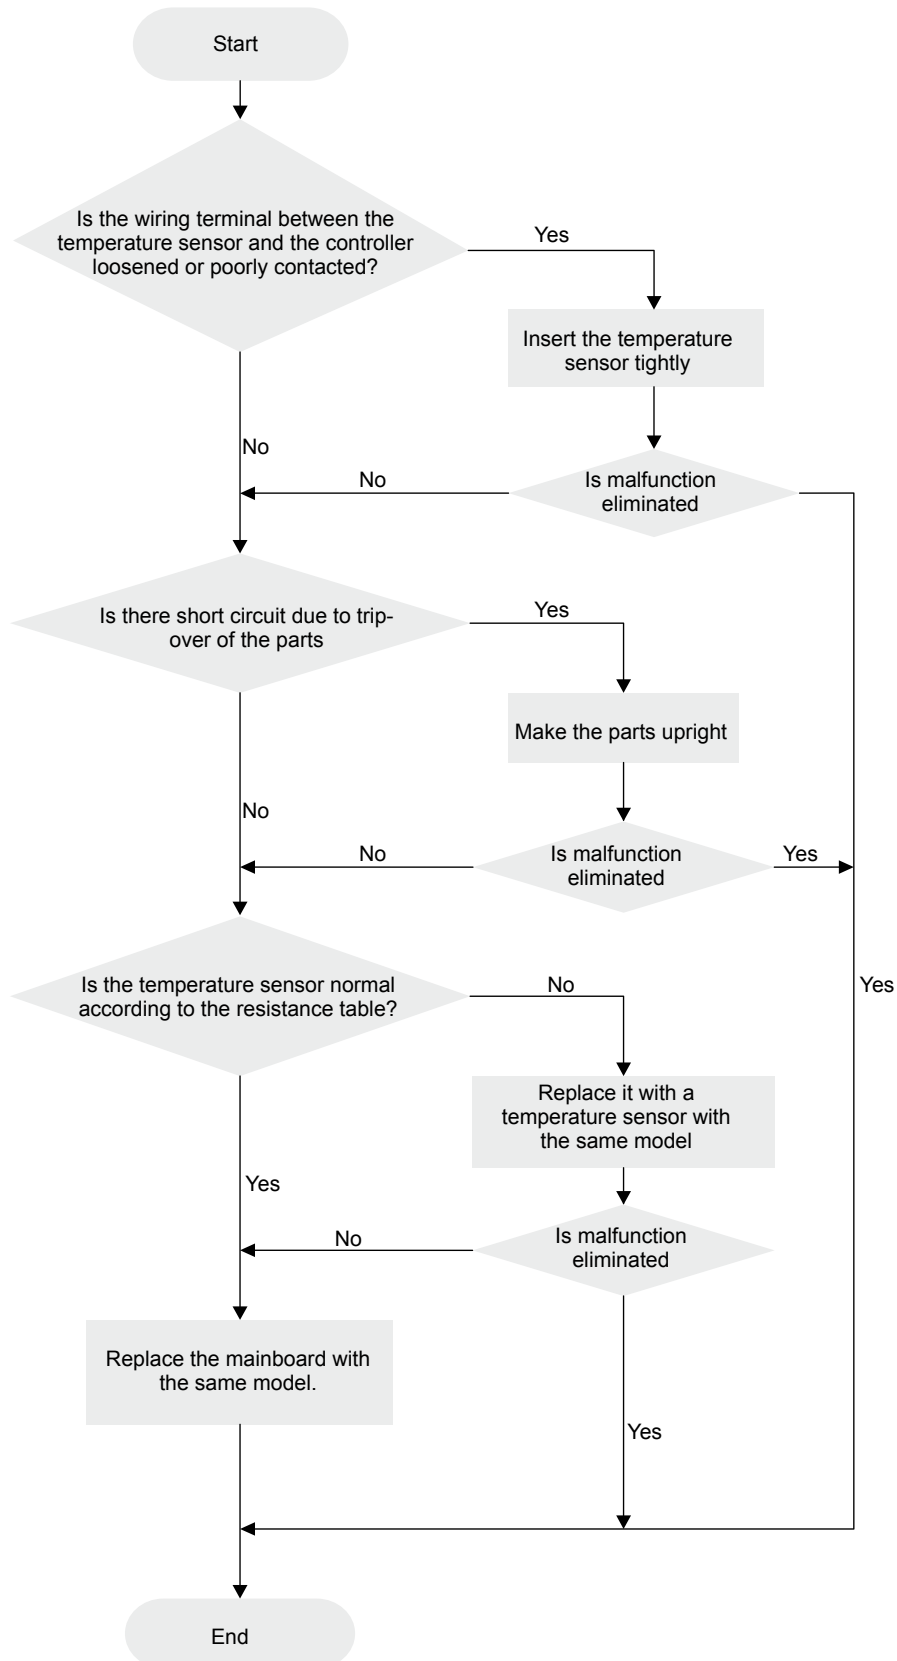 Start
Is the wiring terminal between the
temperature sensor and the controller
loosened or poorly contacted?
Yes
Insert the temperature
sensor tightly
No
No
Is malfunction
eliminated
Is there short circuit due to trip-
over of the parts
Yes
Make the parts upright
No
No
Is malfunction
eliminated
Yes
Is the temperature sensor normal
according to the resistance table?
No
Yes
Replace it with a
temperature sensor with
the same model
Yes
No
Is malfunction
eliminated
Replace the mainboard with
the same model.
Yes
End